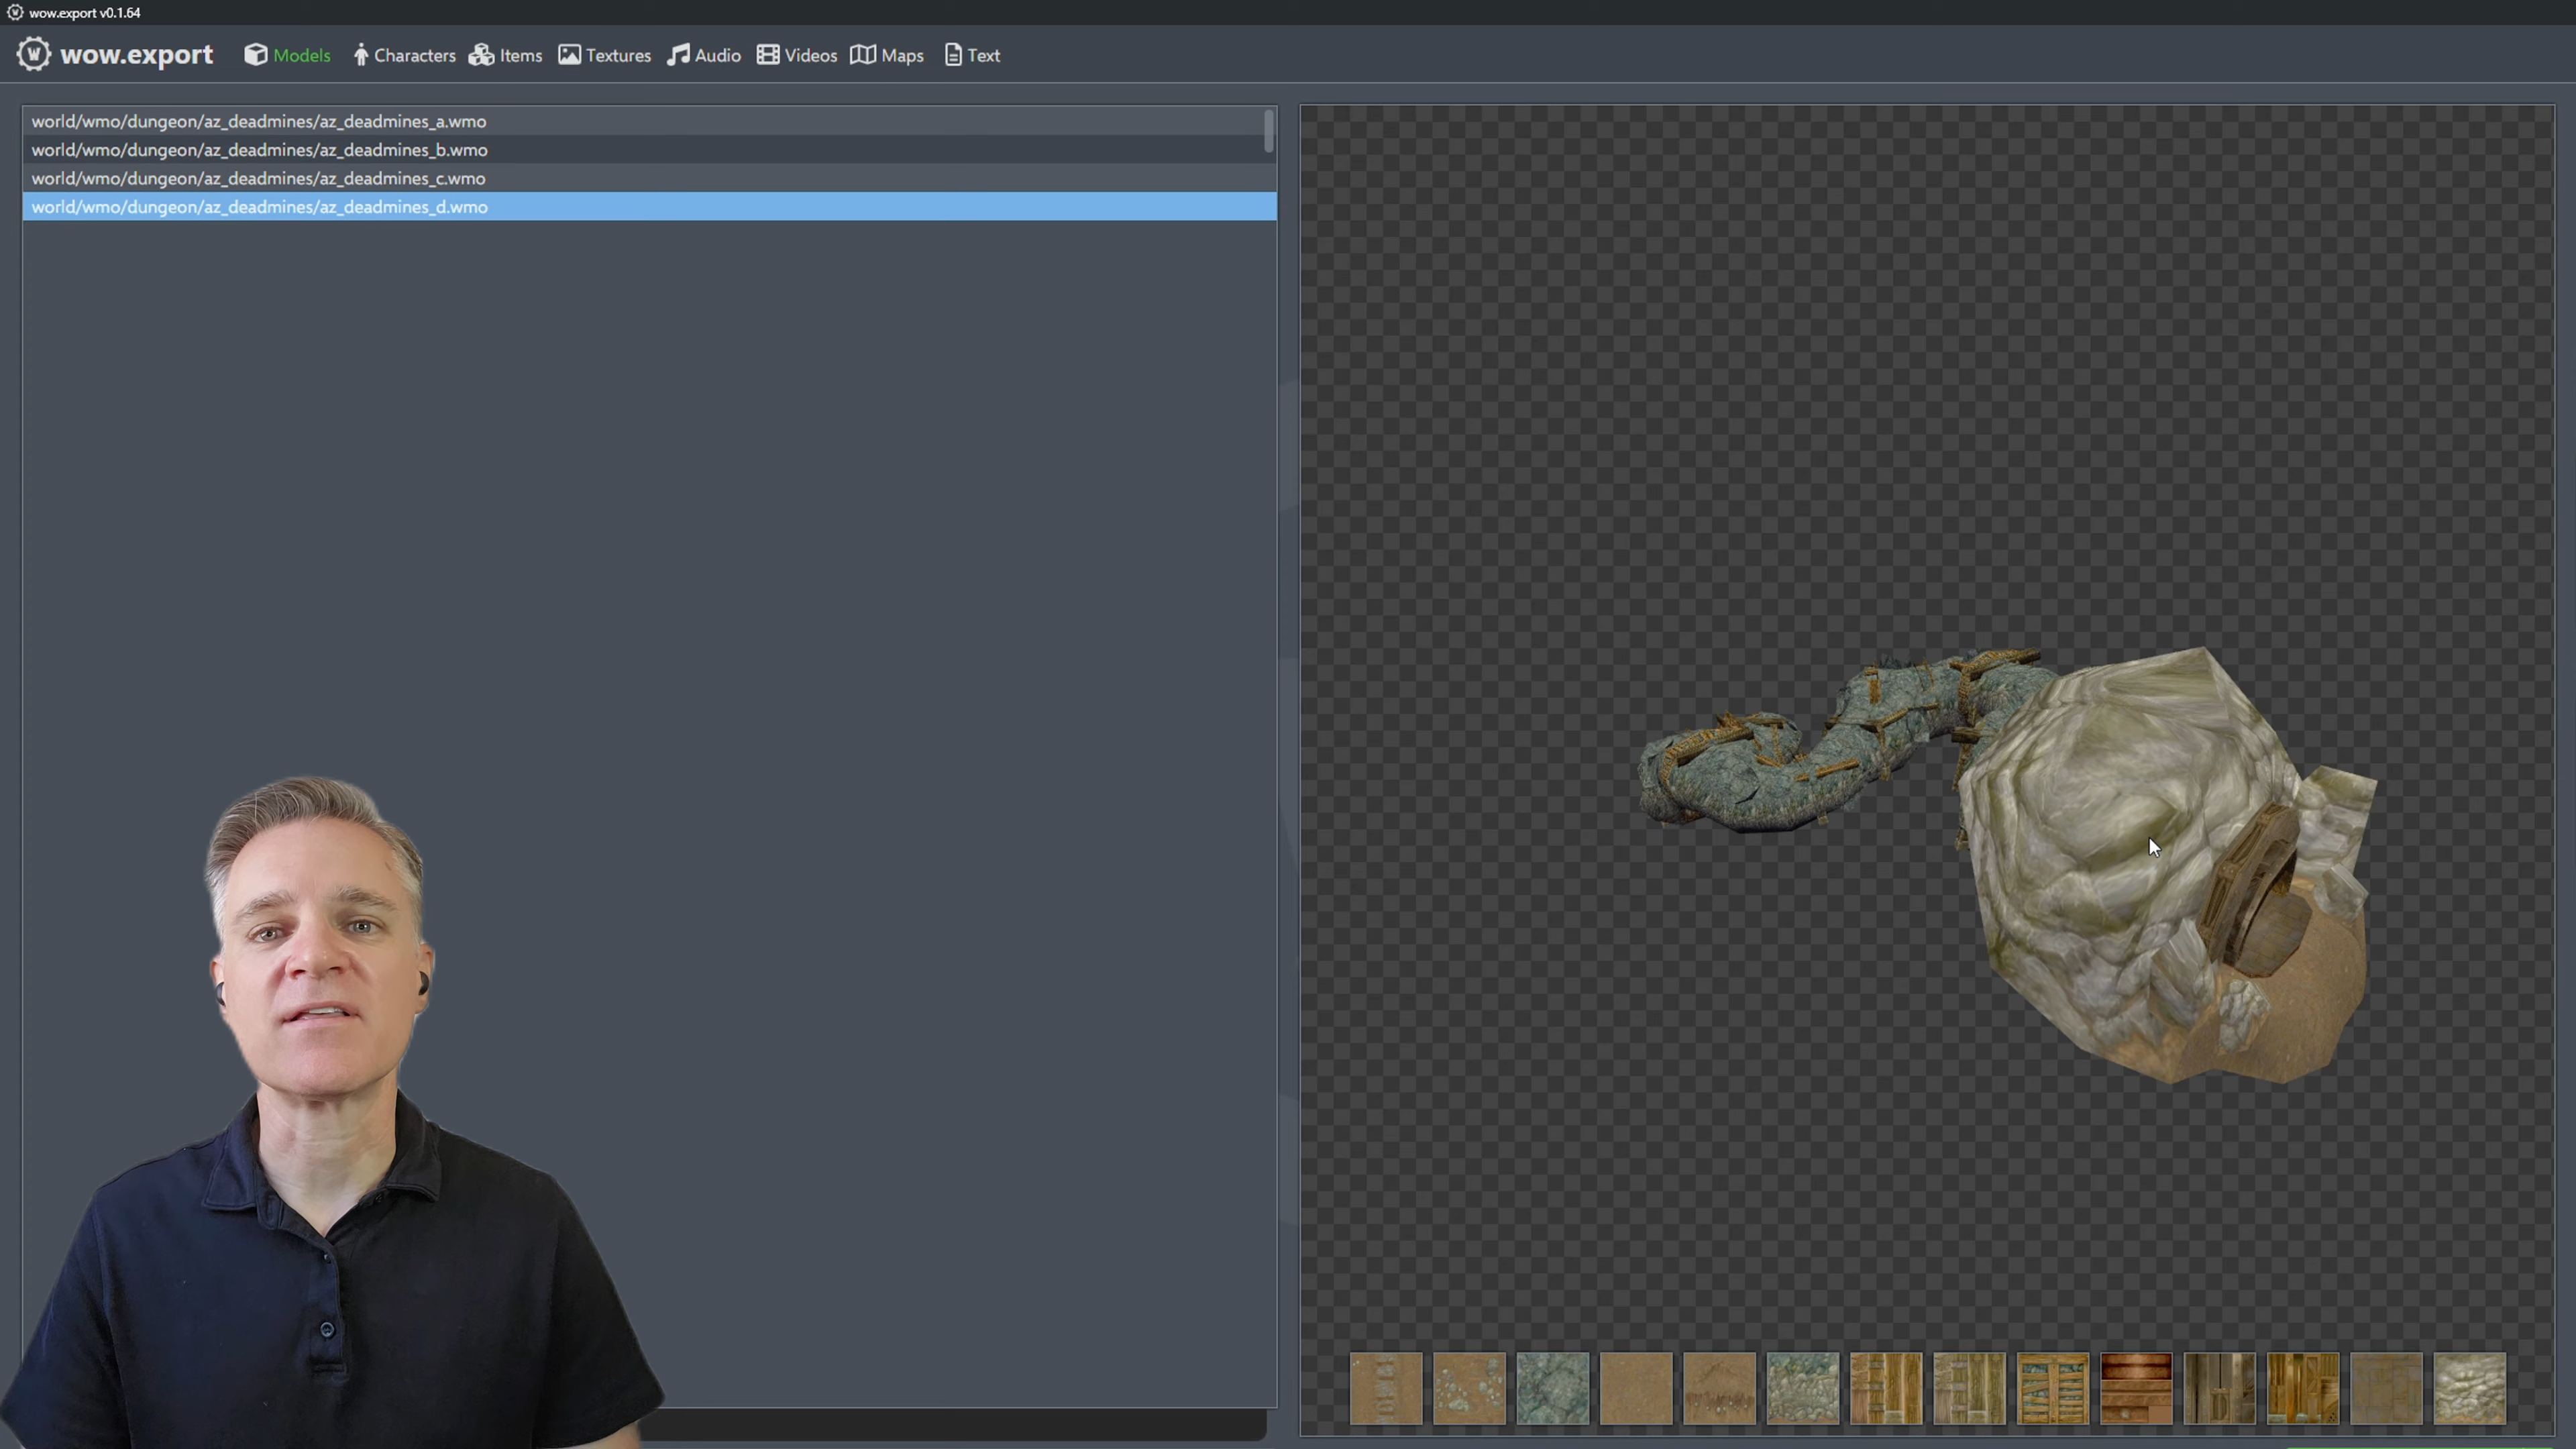 wow.export v0.1.64
wow.export Models Characters Items Textures Audio Videos Maps Text
world/wmo/dungeon/az_deadmines/az_deadmines_a.wmo
world/wmo/dungeon/az_deadmines/az_deadmines_b.wmo
world/wmo/dungeon/az_deadmines/az_deadmines_c.wmo
world/wmo/dungeon/az_deadmines/az_deadmines_d.wmo